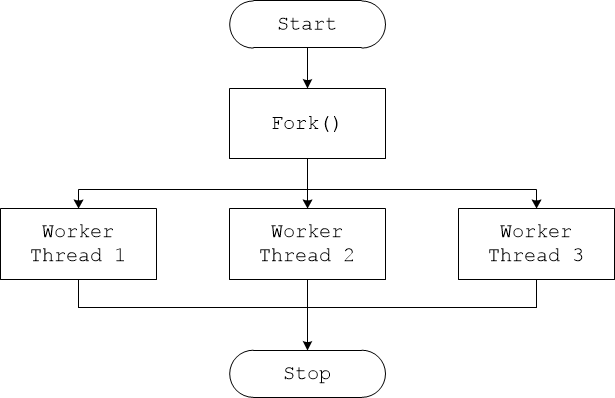 Start
Fork()
Worker
Thread 1
Worker
Thread 2
Worker
Thread 3
Stop